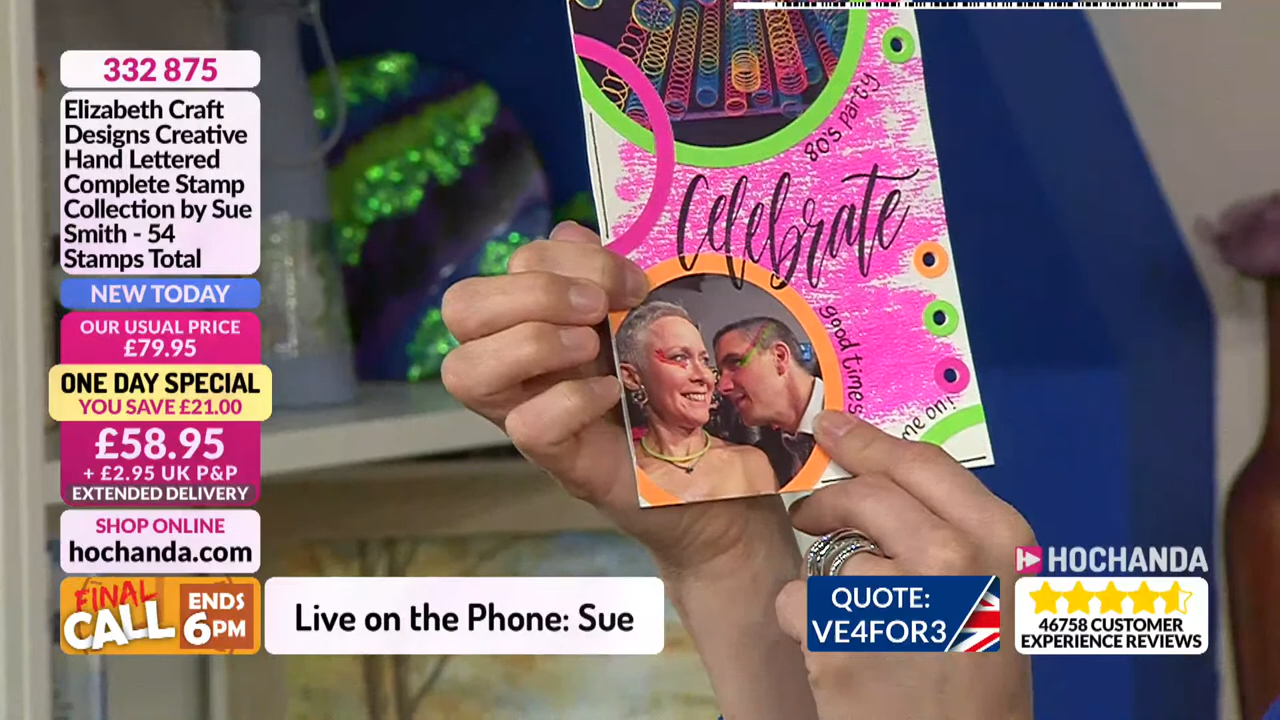 332 875
Elizabeth Craft
Designs Creative
Hand Lettered
Complete Stamp
Collection by Sue
Smith - 54
Stamps Total
NEW TODAY
OUR USUAL PRICE
£79.95
ONE DAY SPECIAL
YOU SAVE £21.00
£58.95
+ £2.95 UK P&P
EXTENDED DELIVERY
SHOP ONLINE
hochanda.com
FINAL
CALL
ENDS
6PM
Live on the Phone: Sue
80's party
Celebrate
good times
me on!
HOCHANDA
QUOTE:
VE4FOR3
46758 CUSTOMER
EXPERIENCE REVIEWS